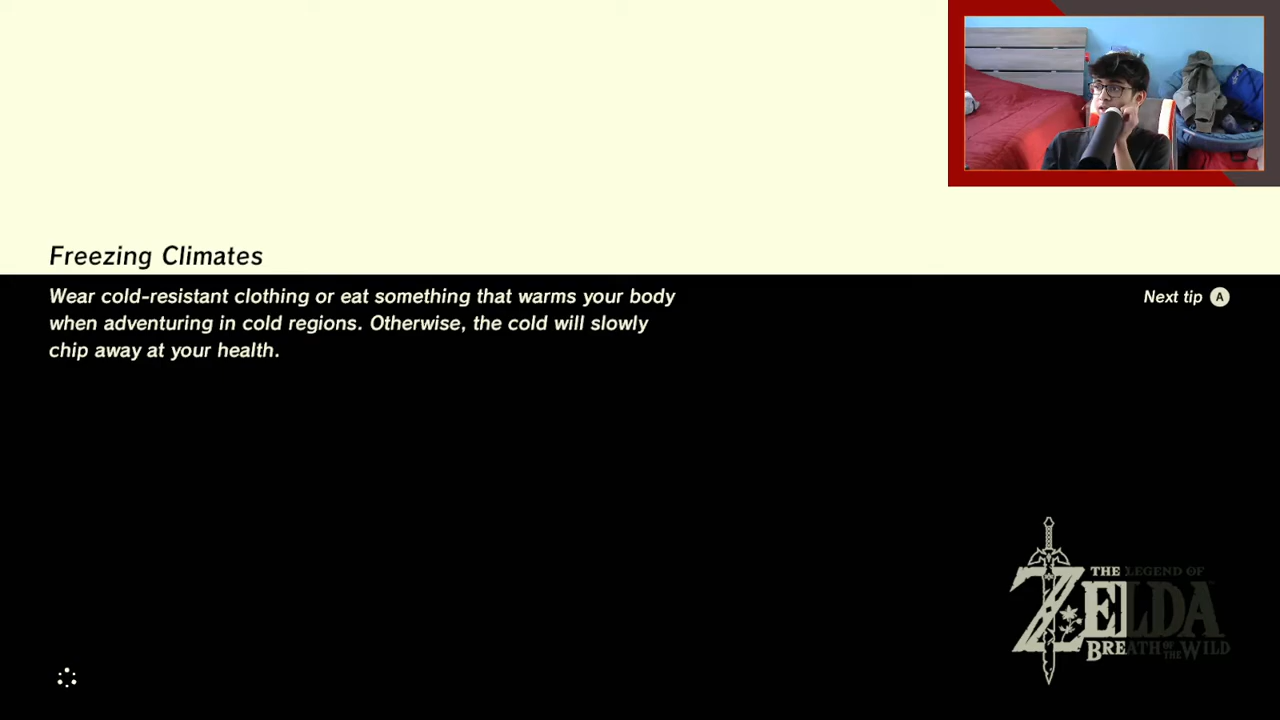 Freezing Climates
Wear cold-resistant clothing or eat something that warms your body
when adventuring in cold regions. Otherwise, the cold will slowly
chip away at your health.
Next tip A
THE LEGEND OF
ZELDA
BREATH OF THE WILD